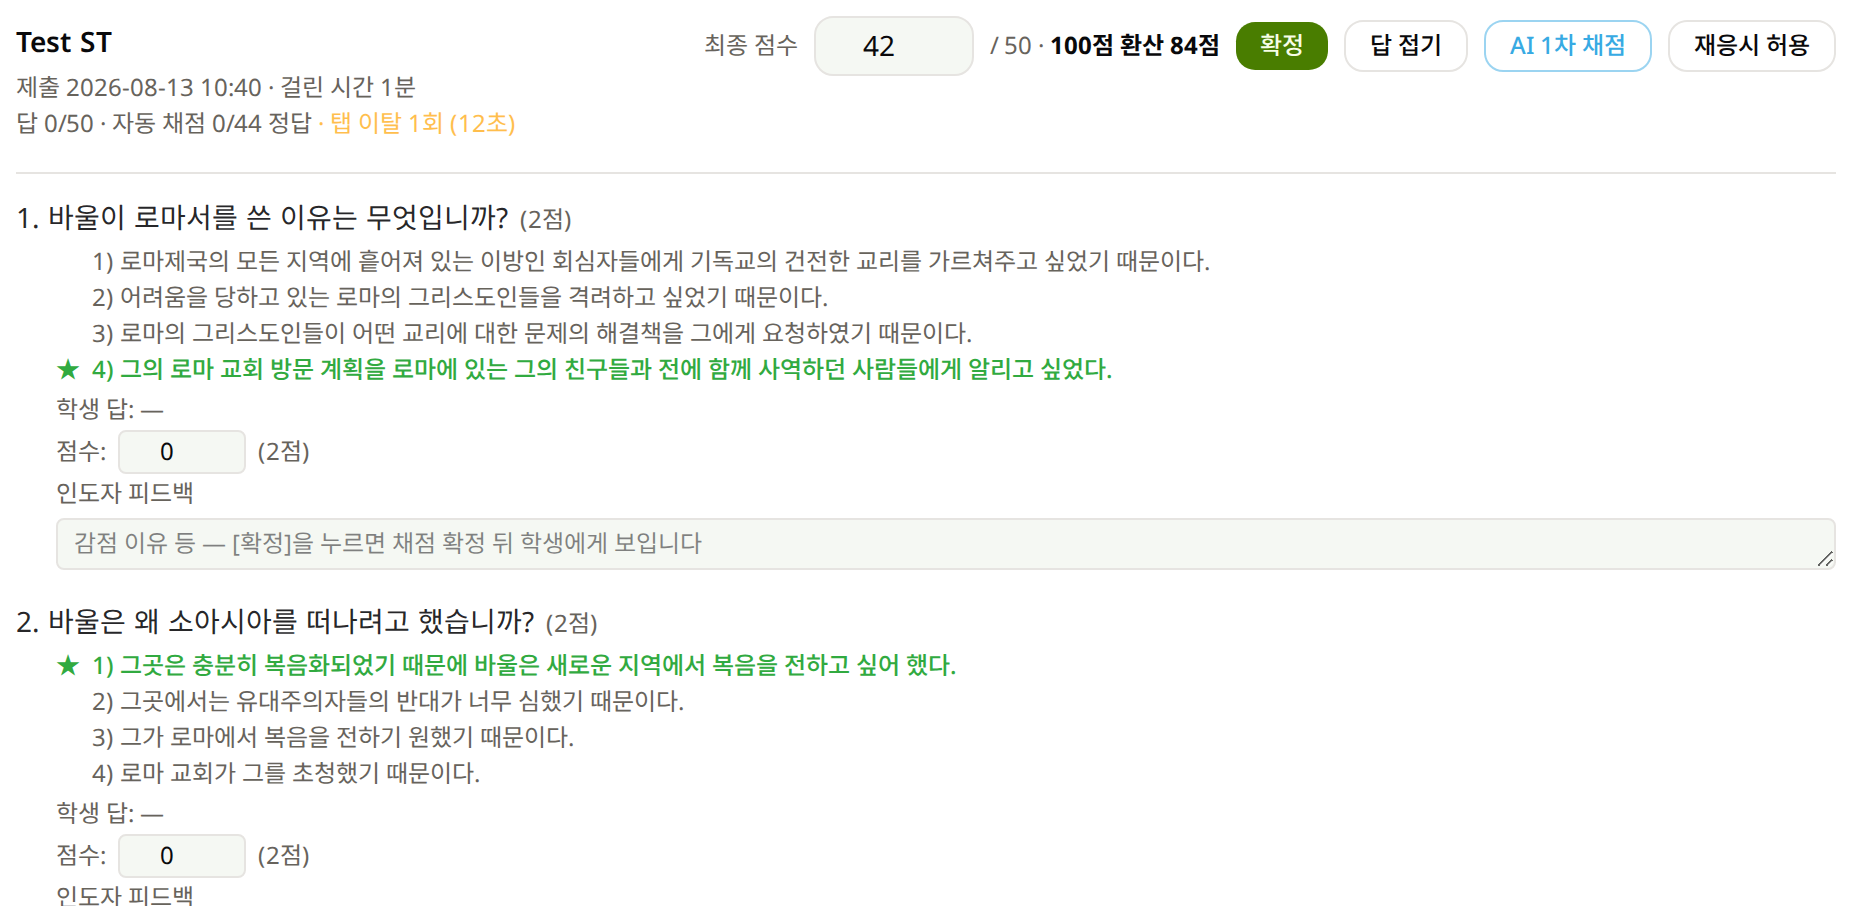 Test ST
최종 점수 42 / 50 · 100점 환산 84점 확정 답 접기 AI 1차 채점 재응시 허용
제출 2026-08-13 10:40 · 걸린 시간 1분
답 0/50 · 자동 채점 0/44 정답 · 탭 이탈 1회 (12초)
1. 바울이 로마서를 쓴 이유는 무엇입니까? (2점)
1) 로마제국의 모든 지역에 흩어져 있는 이방인 회심자들에게 기독교의 건전한 교리를 가르쳐주고 싶었기 때문이다.
2) 어려움을 당하고 있는 로마의 그리스도인들을 격려하고 싶었기 때문이다.
3) 로마의 그리스도인들이 어떤 교리에 대한 문제의 해결책을 그에게 요청하였기 때문이다.
★ 4) 그의 로마 교회 방문 계획을 로마에 있는 그의 친구들과 전에 함께 사역하던 사람들에게 알리고 싶었다.
학생 답: —
점수: 0 (2점)
인도자 피드백
감점 이유 등 — [확정]을 누르면 채점 확정 뒤 학생에게 보입니다
2. 바울은 왜 소아시아를 떠나려고 했습니까? (2점)
★ 1) 그곳은 충분히 복음화되었기 때문에 바울은 새로운 지역에서 복음을 전하고 싶어 했다.
2) 그곳에서는 유대주의자들의 반대가 너무 심했기 때문이다.
3) 그가 로마에서 복음을 전하기 원했기 때문이다.
4) 로마 교회가 그를 초청했기 때문이다.
학생 답: —
점수: 0 (2점)
인도자 피드백